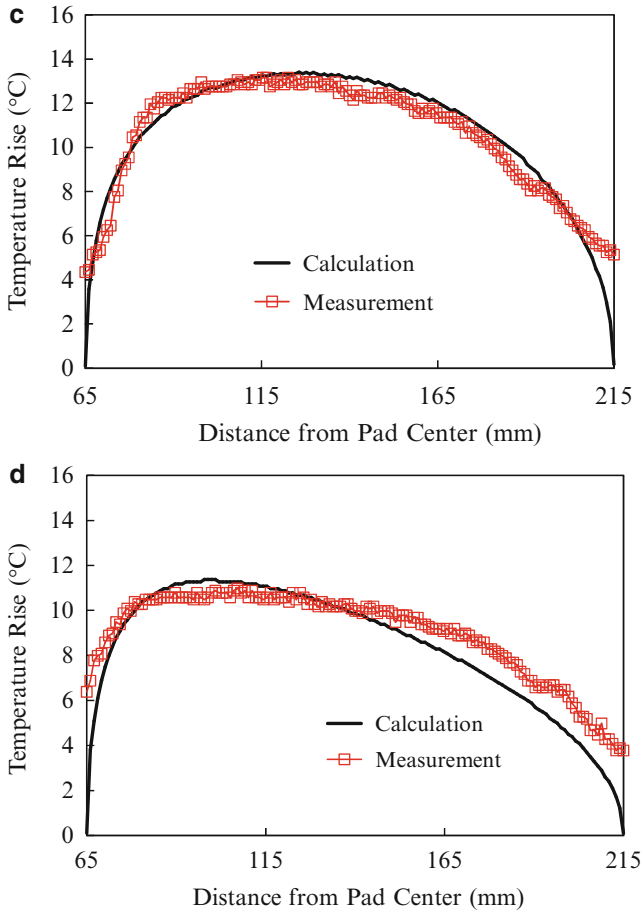 c
16
14
12
10
8
6
4
2
0
Temperature Rise (°C)
Calculation
Measurement
65
115
165
215
Distance from Pad Center (mm)
d
16
14
12
10
8
6
4
2
0
Temperature Rise (°C)
Calculation
Measurement
65
115
165
215
Distance from Pad Center (mm)